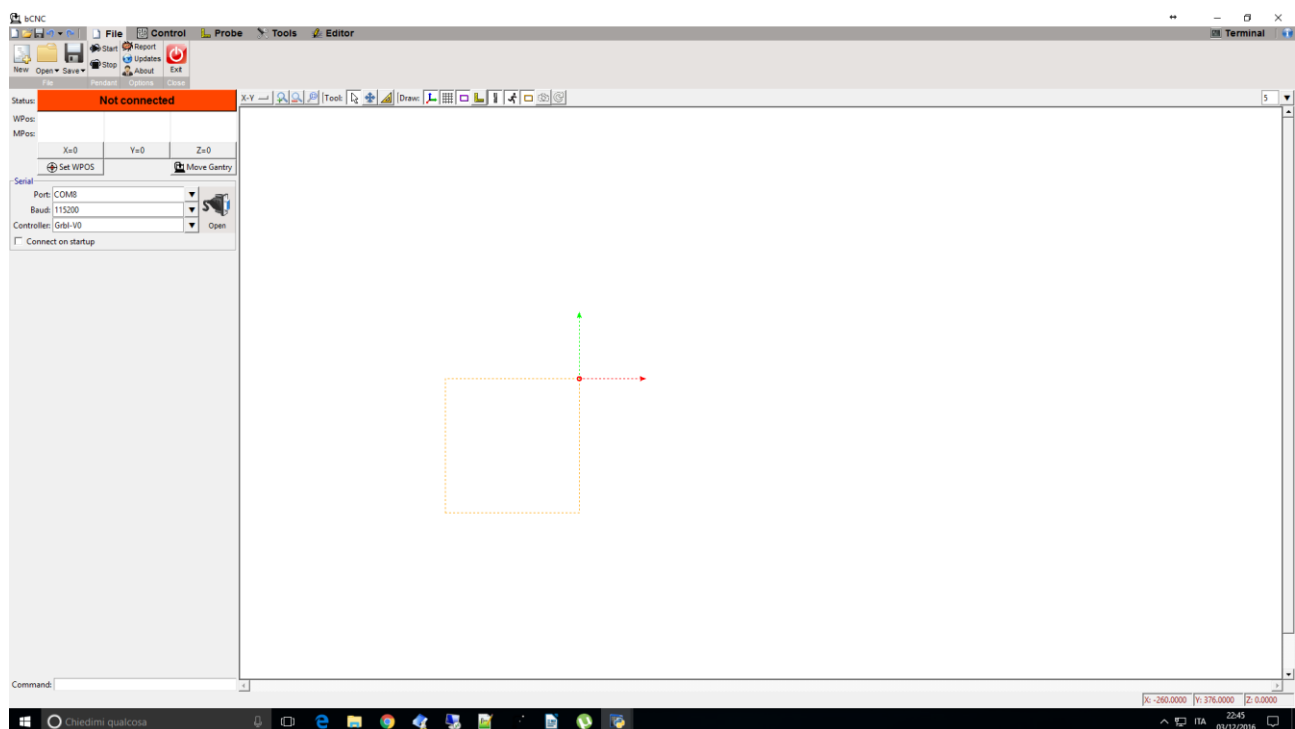 bCNC
File Control Probe Tools Editor Terminal
Start Report
Updates
New Open Save Stop About Exit
File Pendant Options Close
Status: Not connected X-Y Tool: Draw: 5
WPos:
MPos:
X=0 Y=0 Z=0
Set WPOS Move Gantry
Serial
Port: COM8
Baud: 115200
Controller: Grbl-V0 Open
Connect on startup
Command:
X: -260.0000 Y: 376.0000 Z: 0.0000
Chiedimi qualcosa ITA 22:45
03/12/2016